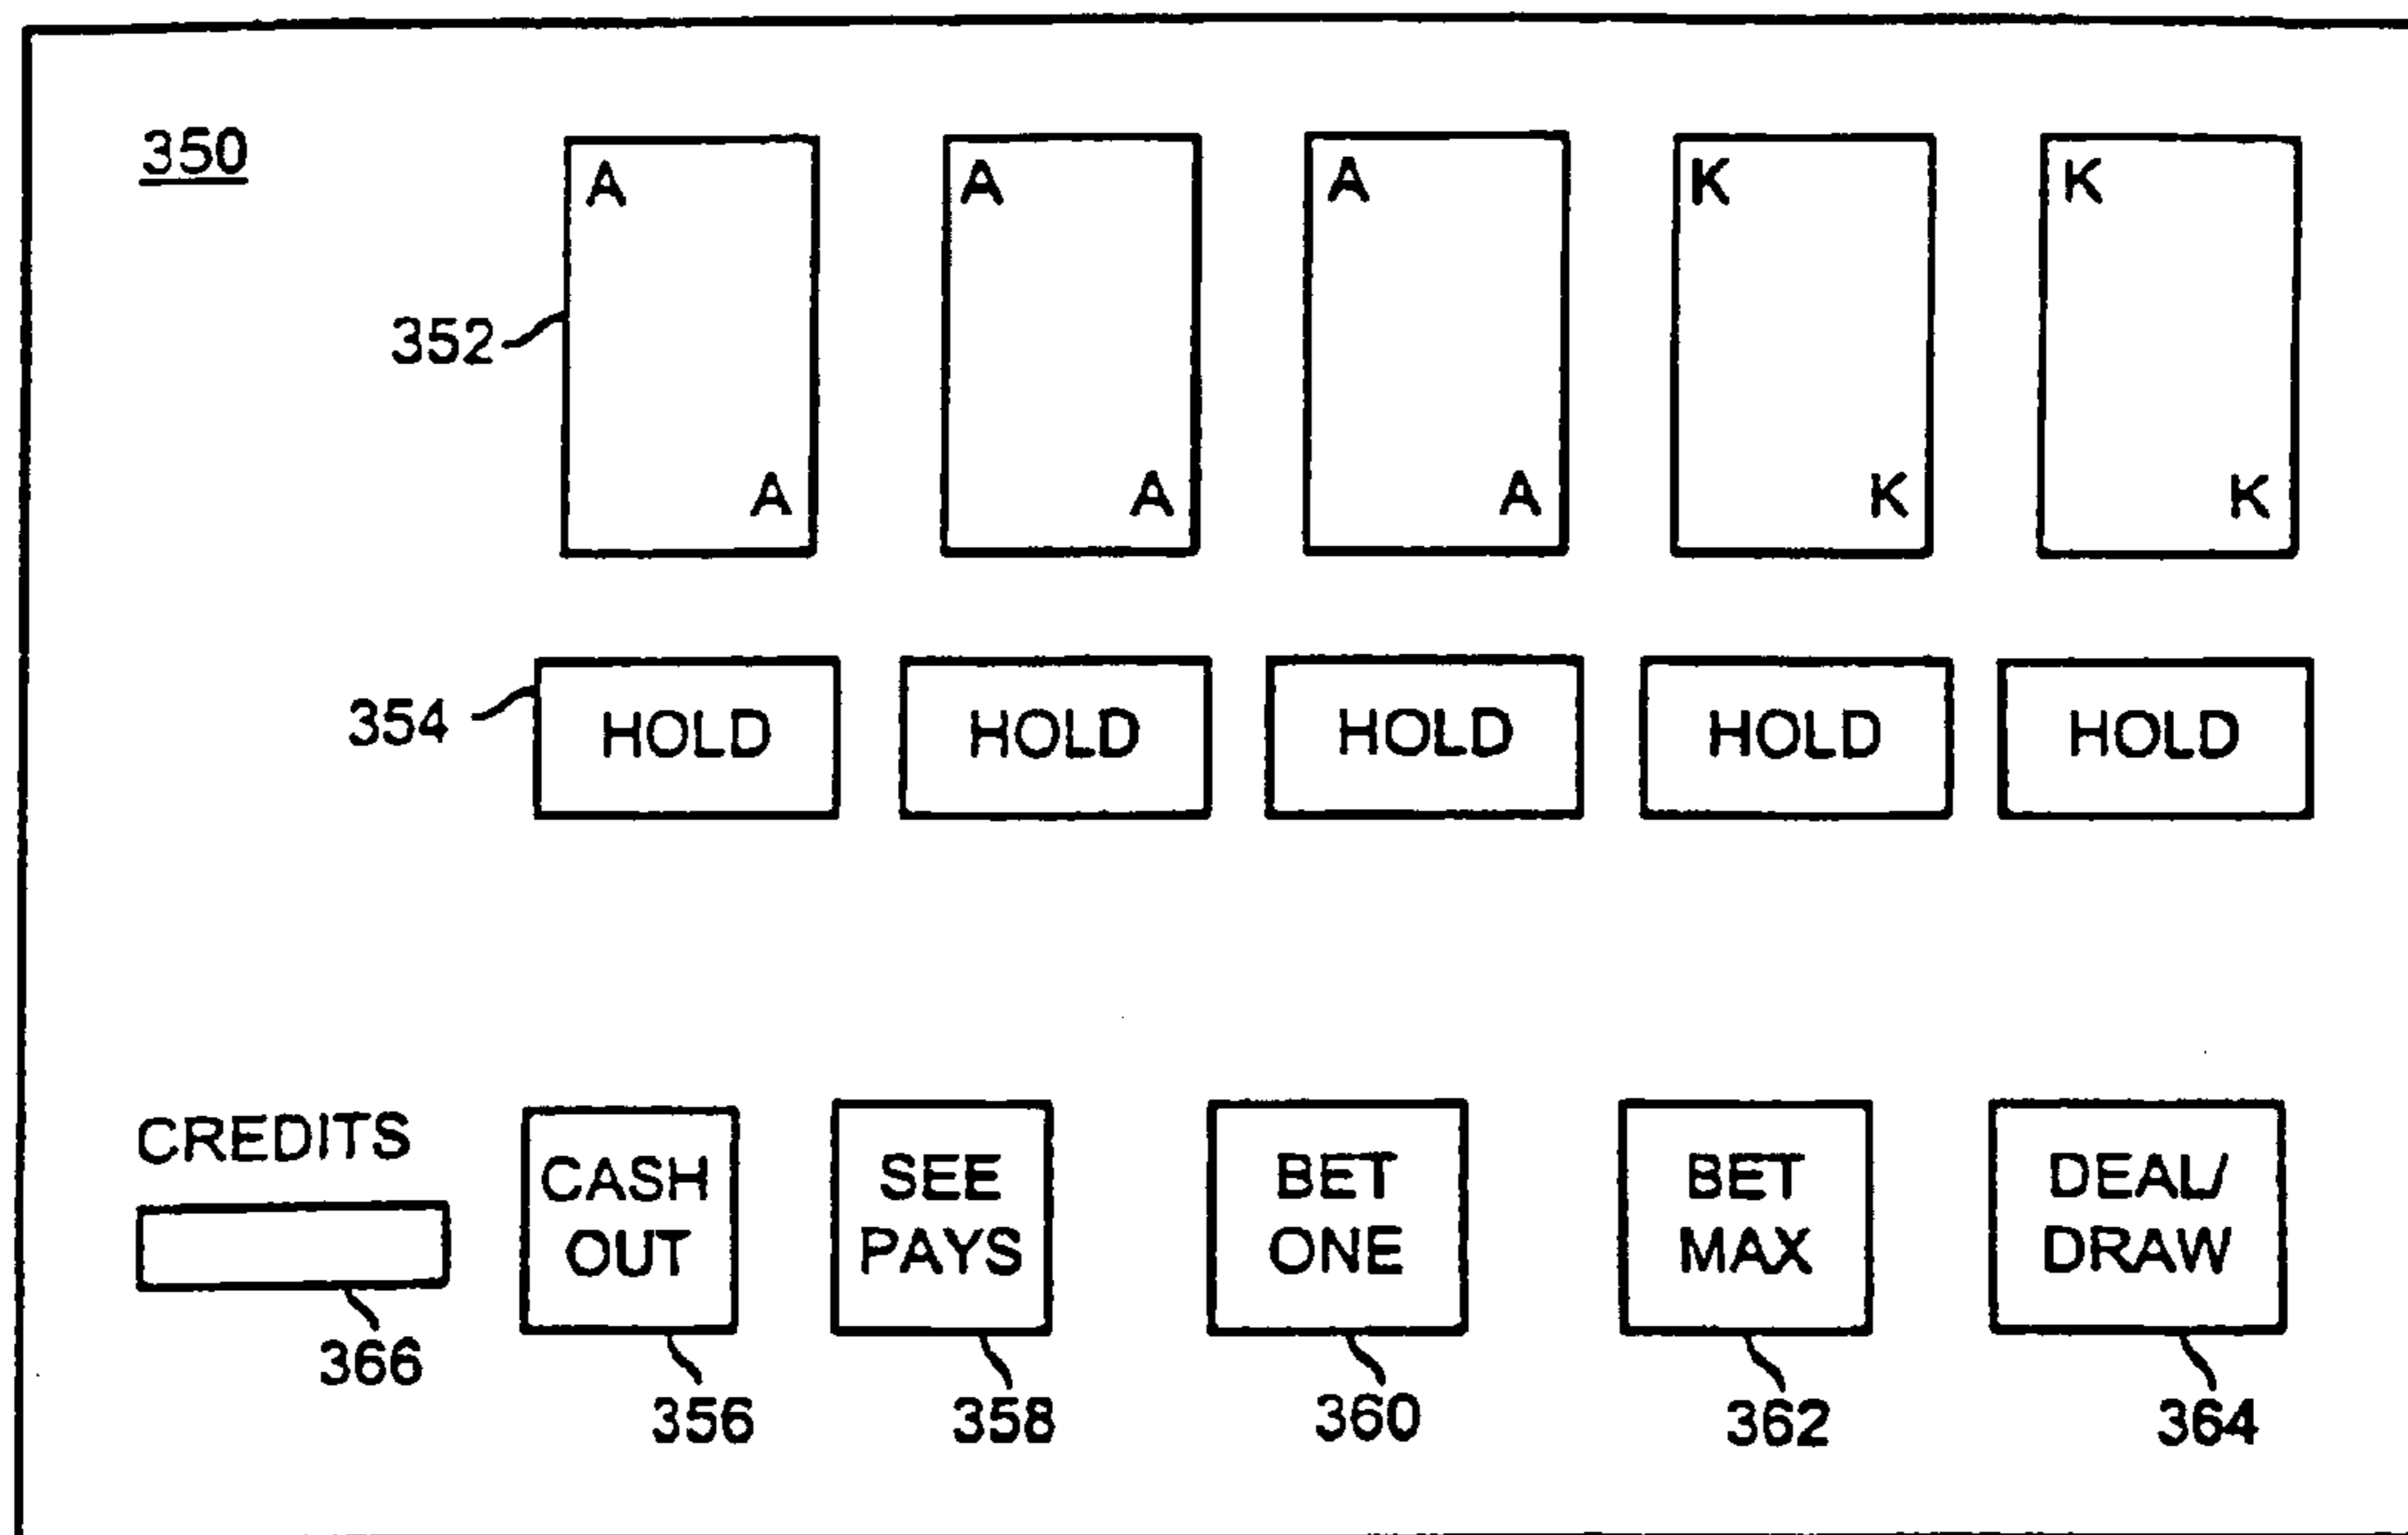 350
A A A K K
352
A A A K K
354
HOLD HOLD HOLD HOLD HOLD
CREDITS
CASH OUT
SEE PAYS
BET ONE
BET MAX
DEAL/ DRAW
366
356 358 360 362 364